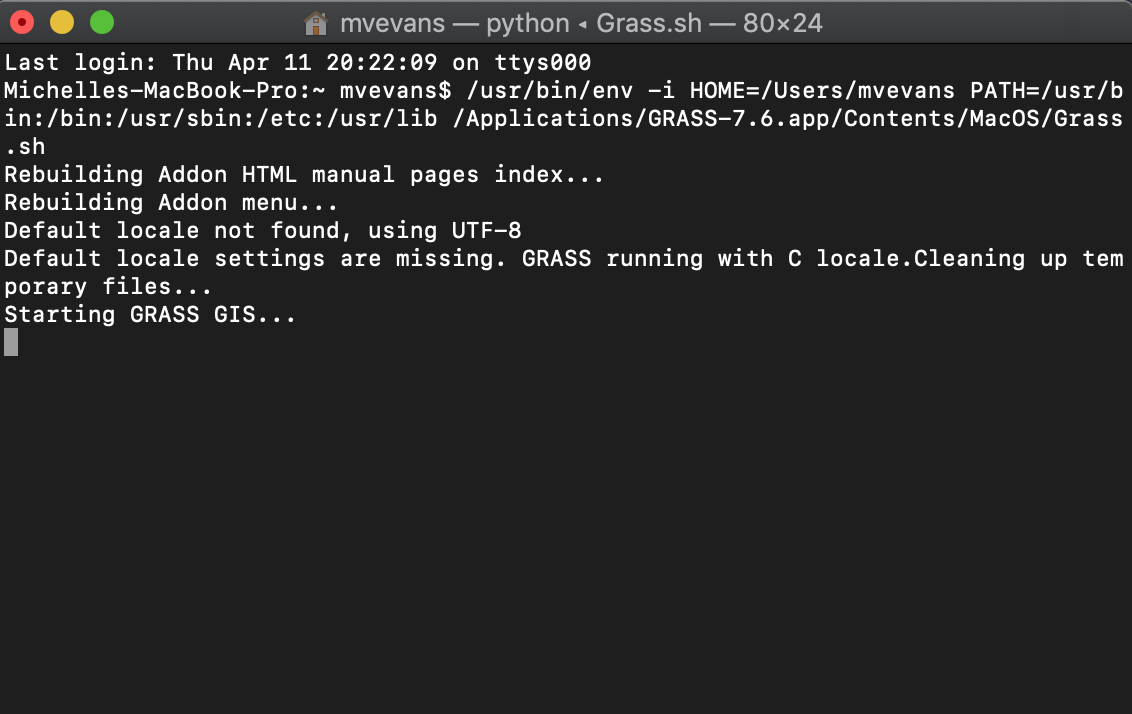 mvevans — python ◂ Grass.sh — 80×24
Last login: Thu Apr 11 20:22:09 on ttys000
Michelles-MacBook-Pro:~ mvevans$ /usr/bin/env -i HOME=/Users/mvevans PATH=/usr/b
in:/bin:/usr/sbin:/etc:/usr/lib /Applications/GRASS-7.6.app/Contents/MacOS/Grass
.sh
Rebuilding Addon HTML manual pages index...
Rebuilding Addon menu...
Default locale not found, using UTF-8
Default locale settings are missing. GRASS running with C locale.Cleaning up tem
porary files...
Starting GRASS GIS...